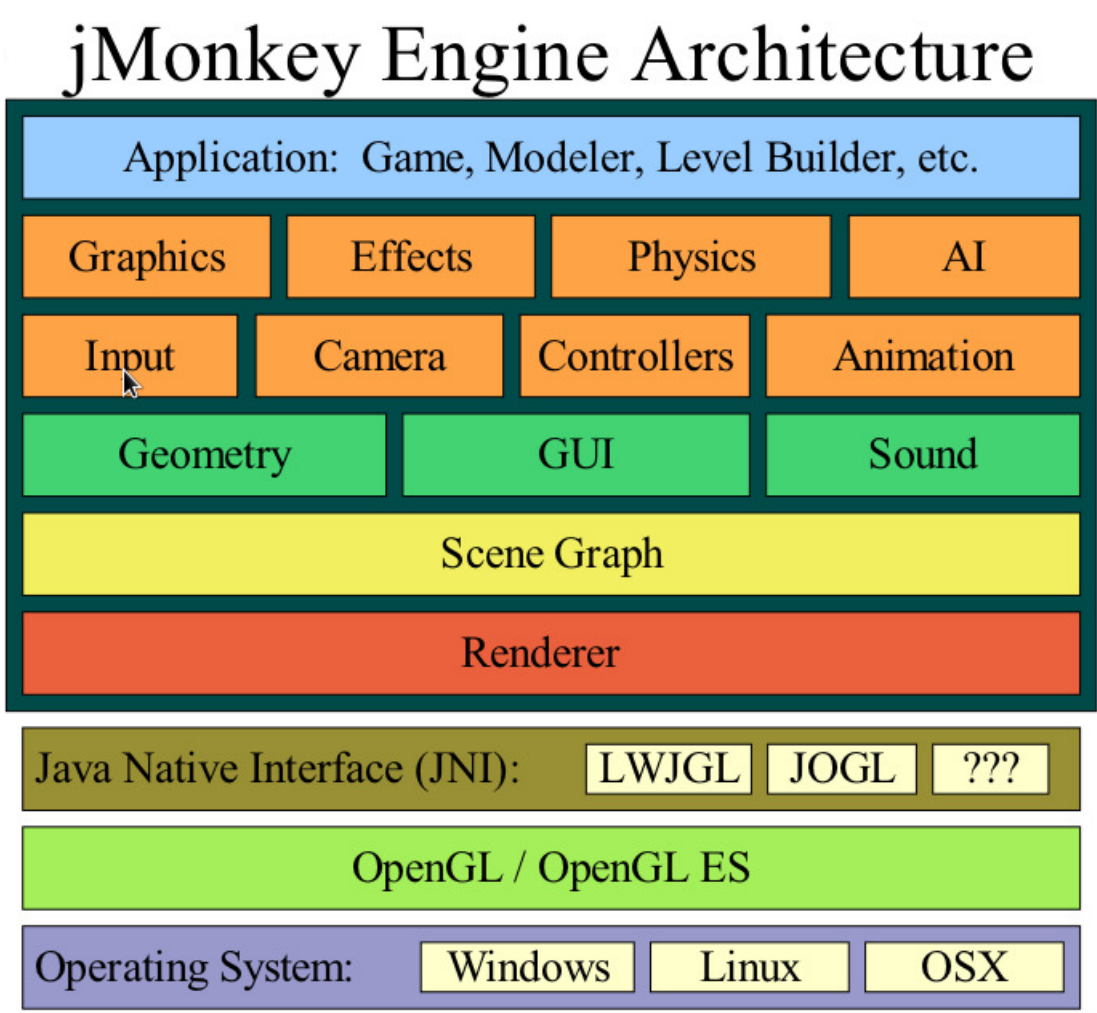 jMonkey Engine Architecture
Application: Game, Modeler, Level Builder, etc.
Graphics Effects Physics AI
Input Camera Controllers Animation
Geometry GUI Sound
Scene Graph
Renderer
Java Native Interface (JNI): LWJGL JOGL ???
OpenGL / OpenGL ES
Operating System: Windows Linux OSX